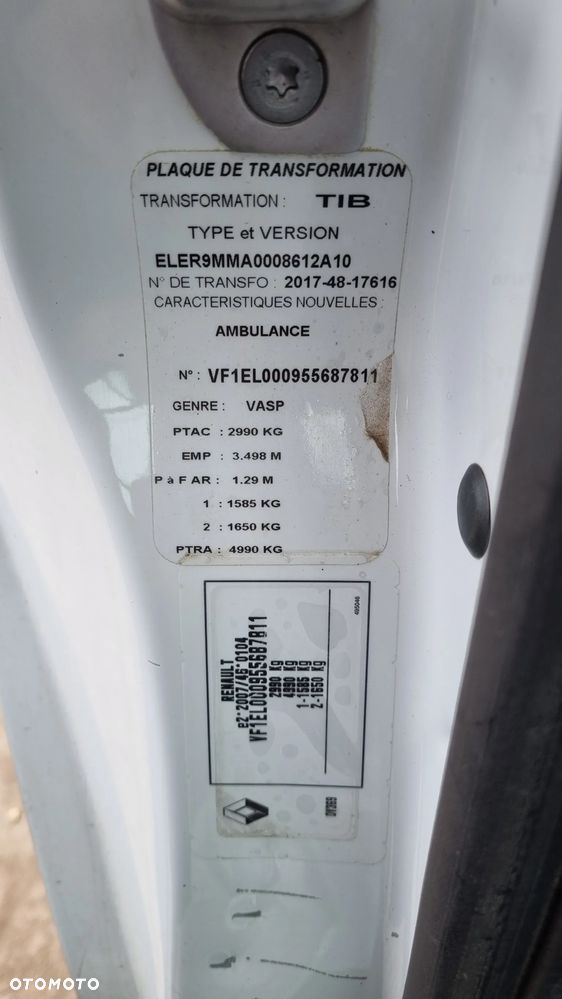 PLAQUE DE TRANSFORMATION
TRANSFORMATION : TIB
TYPE et VERSION
ELER9MMA0008612A10
N° DE TRANSFO : 2017-48-17616
CARACTERISTIQUES NOUVELLES :
AMBULANCE
N° : VF1EL000955687811
GENRE : VASP
PTAC : 2990 KG
EMP : 3.498 M
P à F AR : 1.29 M
1 : 1585 KG
2 : 1650 KG
PTRA : 4990 KG
RENAULT
e2*2007/46*0104
VF1EL000955687811
2990 Kg
4990 Kg
1-1585 Kg
2-1650 Kg
495046
OTOMOTO